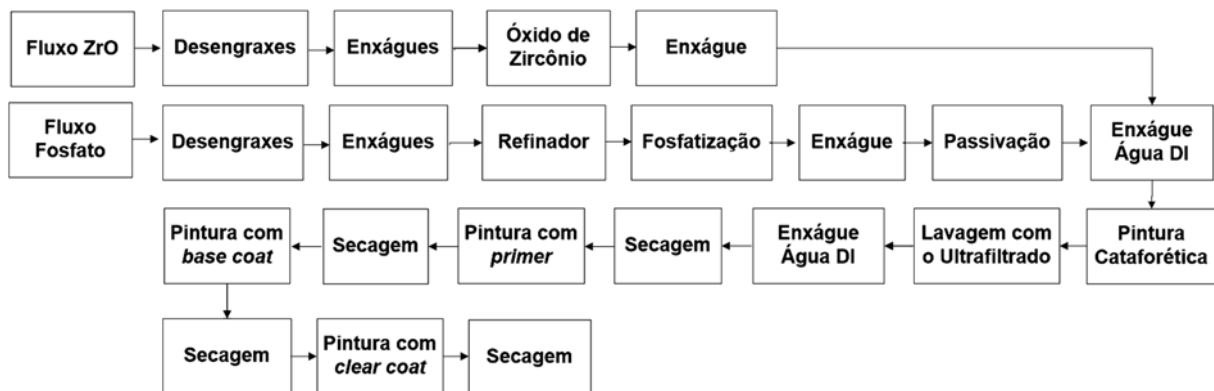 Fluxo ZrO
Desengraxes
Enxágues
Óxido de
Zircônio
Enxágue
Fluxo
Fosfato
Desengraxes
Enxágues
Refinador
Fosfatização
Enxágue
Passivação
Enxágue
Água DI
Pintura
Cataforética
Lavagem com
o Ultrafiltrado
Enxágue
Água DI
Secagem
Pintura com
primer
Secagem
Pintura com
base coat
Secagem
Pintura com
clear coat
Secagem